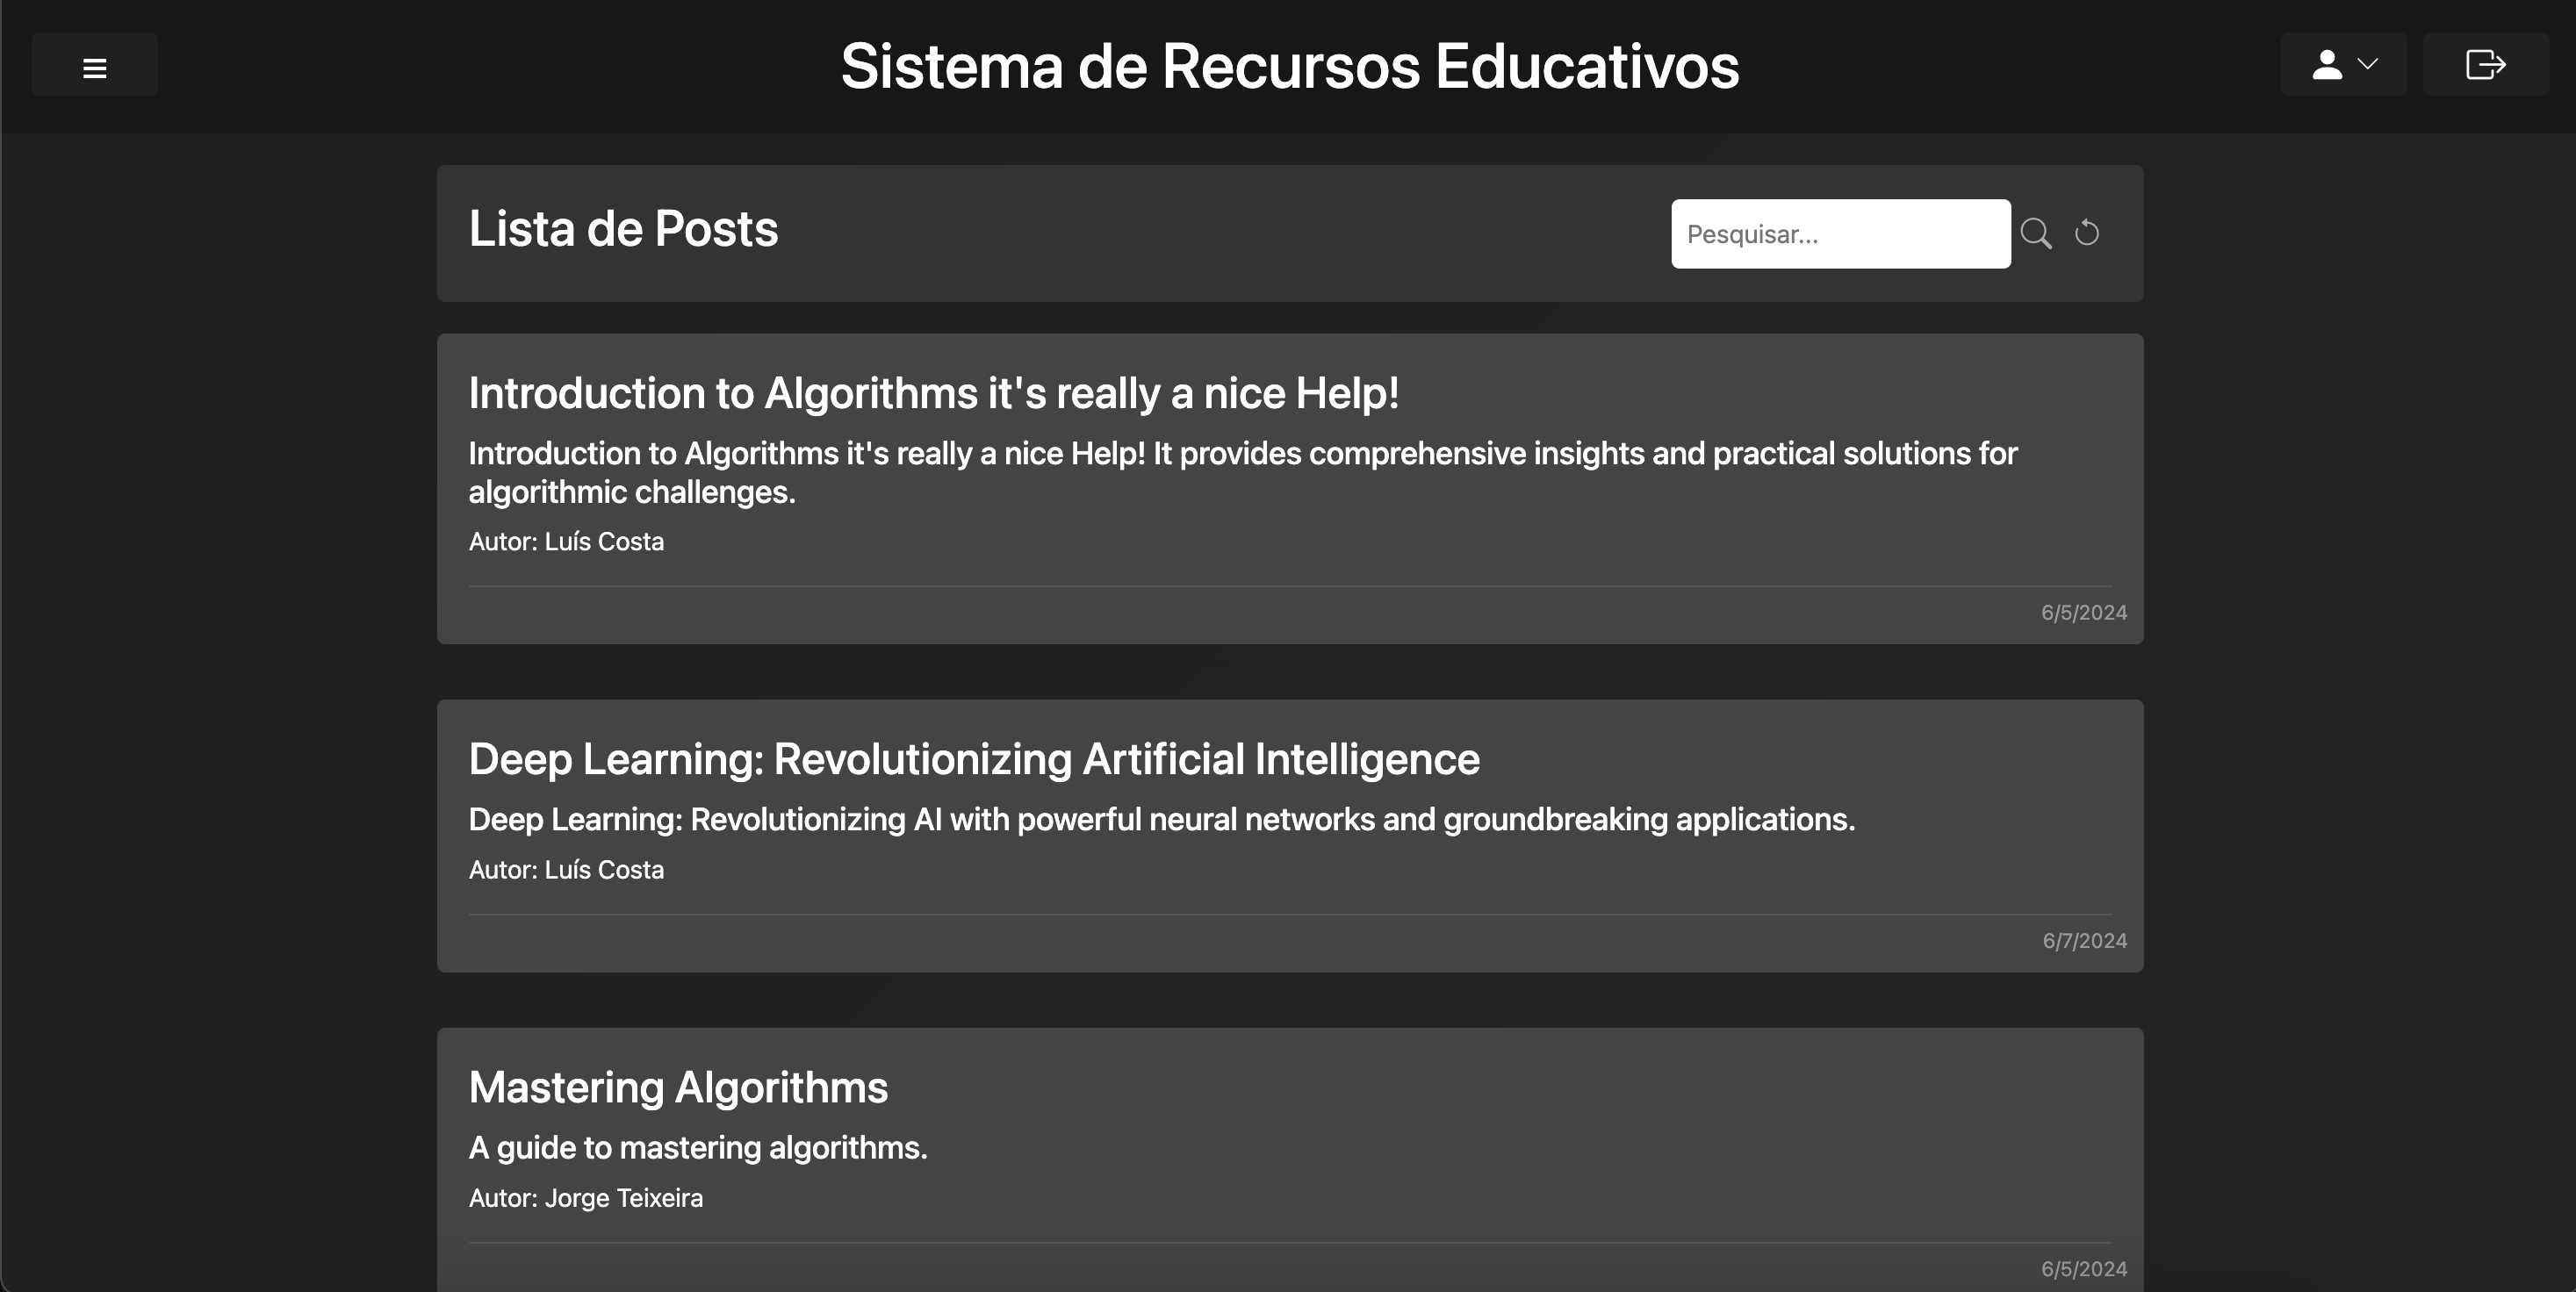 Sistema de Recursos Educativos
Lista de Posts
Pesquisar...
Introduction to Algorithms it's really a nice Help!
Introduction to Algorithms it's really a nice Help! It provides comprehensive insights and practical solutions for
algorithmic challenges.
Autor: Luís Costa
6/5/2024
Deep Learning: Revolutionizing Artificial Intelligence
Deep Learning: Revolutionizing AI with powerful neural networks and groundbreaking applications.
Autor: Luís Costa
6/7/2024
Mastering Algorithms
A guide to mastering algorithms.
Autor: Jorge Teixeira
6/5/2024